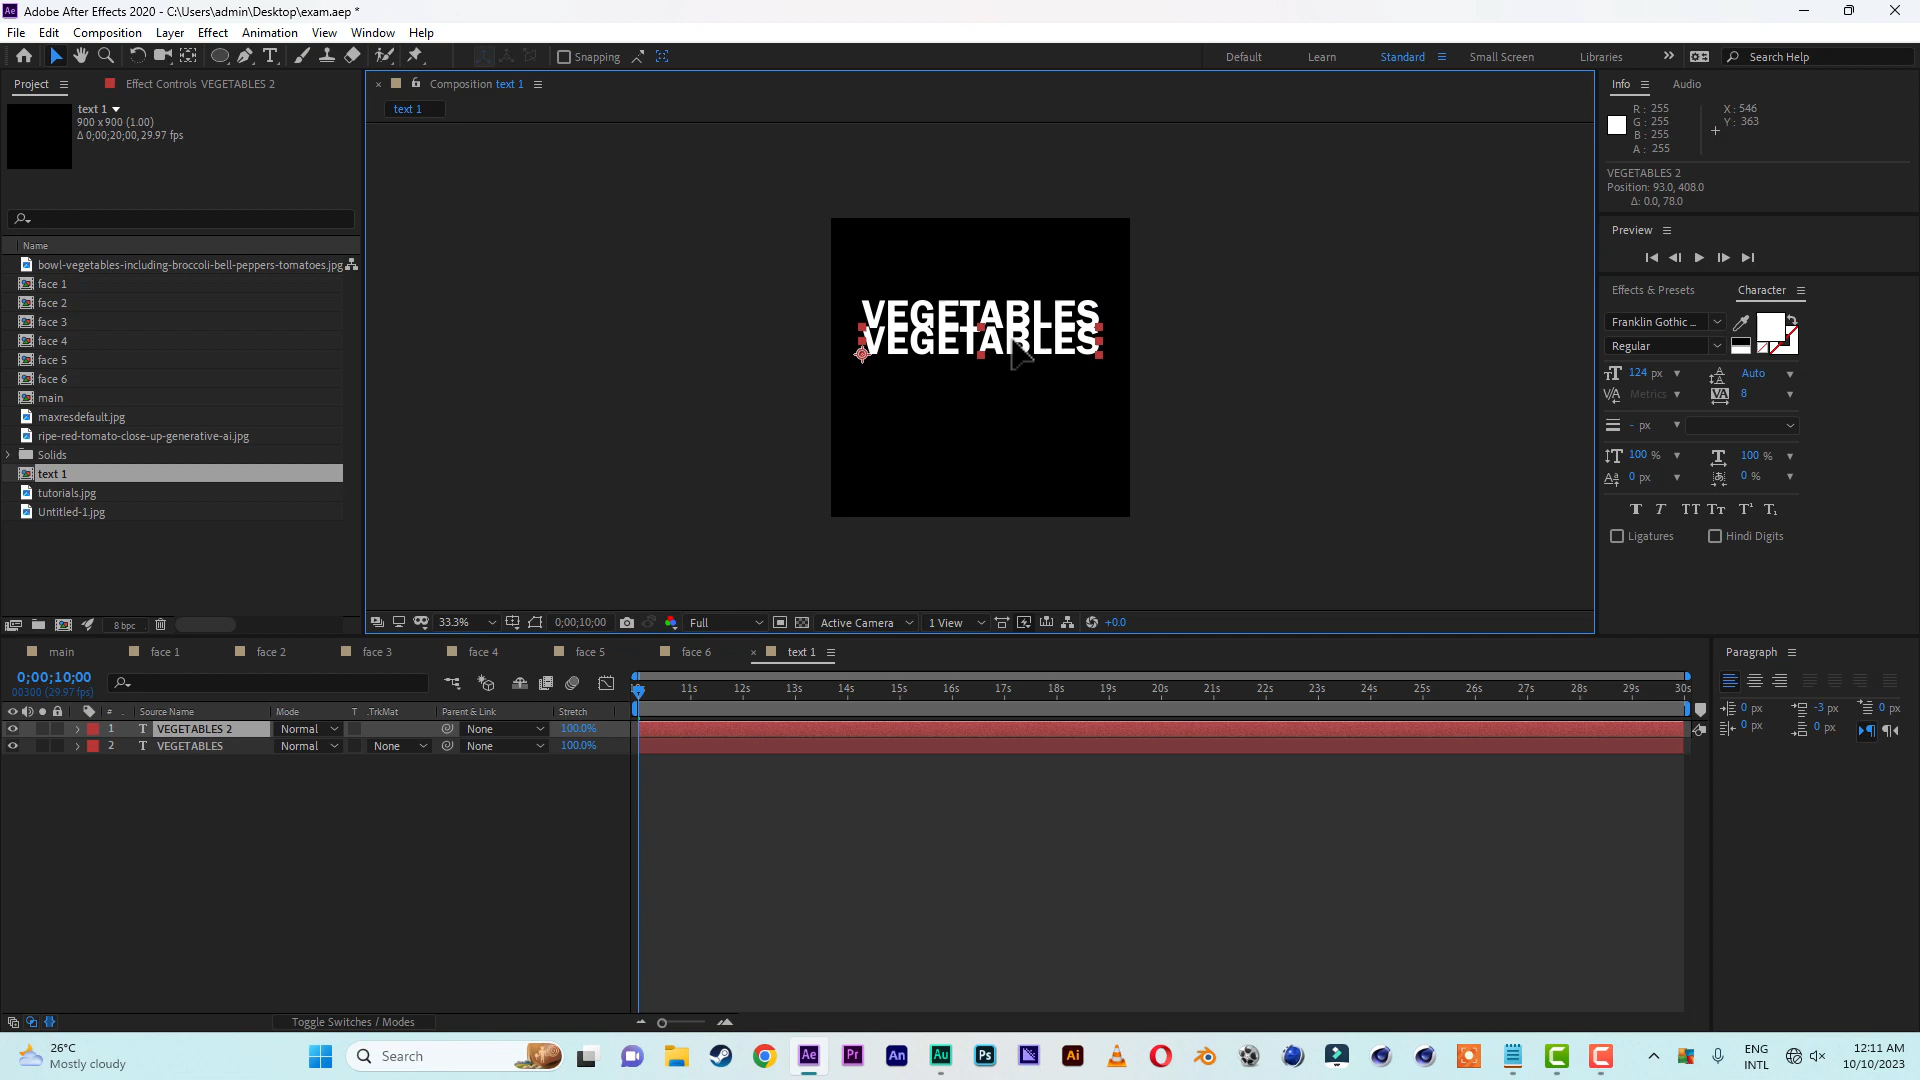 Adobe After Effects 2020 - C:\Users\admin\Desktop\exam.aep *
File Edit Composition Layer Effect Animation View Window Help
Snapping Default Learn Standard Small Screen Libraries Search Help
Project Effect Controls VEGETABLES 2
text 1
900 x 900 (1.00)
Δ 0;00;20;00, 29.97 fps
Name
bowl-vegetables-including-broccoli-bell-peppers-tomatoes.jpg
face 1
face 2
face 3
face 4
face 5
face 6
main
maxresdefault.jpg
ripe-red-tomato-close-up-generative-ai.jpg
Solids
text 1
tutorials.jpg
Untitled-1.jpg
8 bpc
Composition text 1
text 1
VEGETABLES
VEGETABLES
33.3% 0;00;10;00 Full Active Camera 1 View +0.0
Info Audio
R : 255
G : 255
B : 255
A : 255
X : 546
Y : 363
VEGETABLES 2
Position: 93.0, 408.0
Δ: 0.0, 78.0
Preview
Effects & Presets Character
Franklin Gothic ...
Regular
124 px Auto
Metrics 8
- px
100 % 100 %
0 px 0 %
T T TT Tr T¹ T₁
Ligatures Hindi Digits
main face 1 face 2 face 3 face 4 face 5 face 6 text 1
0;00;10;00
00300 (29.97 fps)
11s 12s 13s 14s 15s 16s 17s 18s 19s 20s 21s 22s 23s 24s 25s 26s 27s 28s 29s 30s
# Source Name Mode T .TrkMat Parent & Link Stretch
1 T VEGETABLES 2 Normal None 100.0%
2 T VEGETABLES Normal None None 100.0%
Toggle Switches / Modes
Paragraph
0 px -3 px 0 px
0 px 0 px
26°C
Mostly cloudy
Search
Ae Pr An Au Ps Ai
ENG
INTL
12:11 AM
10/10/2023